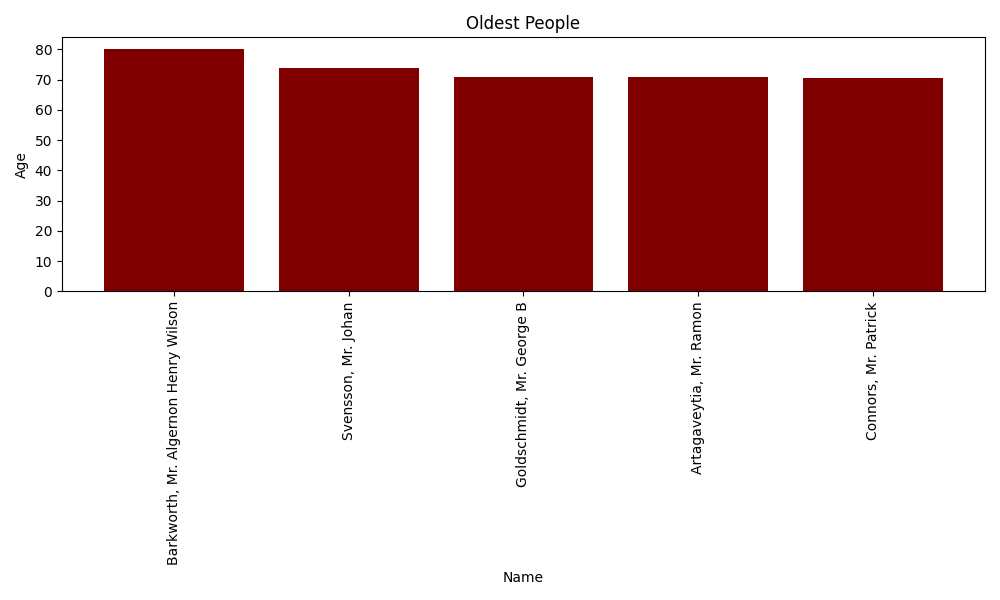 Oldest People
Age
80
70
60
50
40
30
20
10
0
Barkworth, Mr. Algernon Henry Wilson
Svensson, Mr. Johan
Goldschmidt, Mr. George B
Artagaveytia, Mr. Ramon
Connors, Mr. Patrick
Name